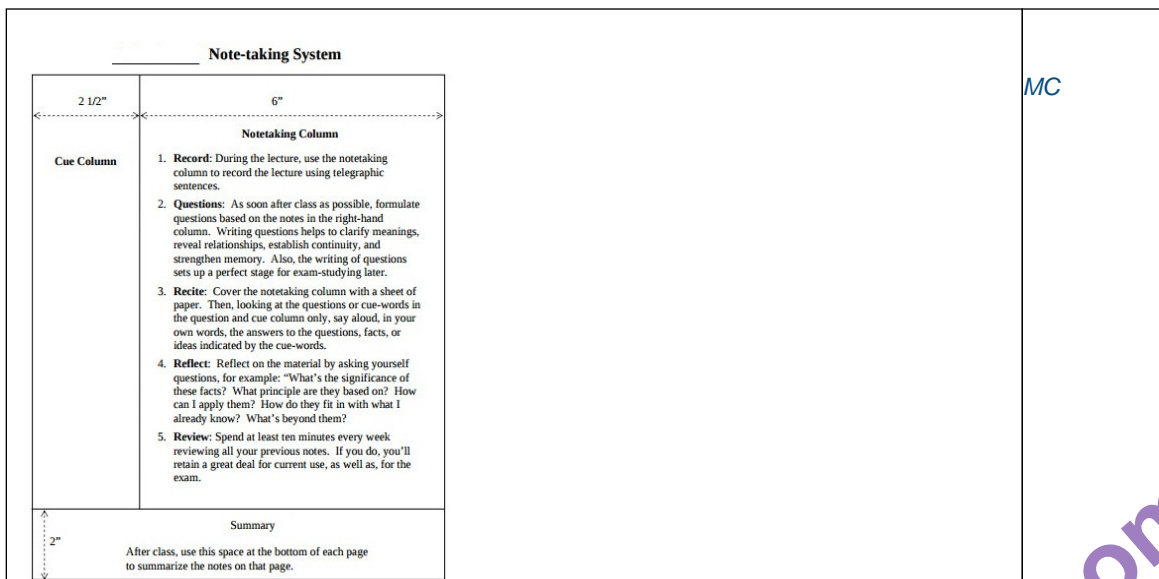 Note-taking System
2 1/2”
6”
Notetaking Column
Cue Column
1. Record: During the lecture, use the notetaking
column to record the lecture using telegraphic
sentences.
2. Questions: As soon after class as possible, formulate
questions based on the notes in the right-hand
column. Writing questions helps to clarify meanings,
reveal relationships, establish continuity, and
strengthen memory. Also, the writing of questions
sets up a perfect stage for exam-studying later.
3. Recite: Cover the notetaking column with a sheet of
paper. Then, looking at the questions or cue-words in
the question and cue column only, say aloud, in your
own words, the answers to the questions, facts, or
ideas indicated by the cue-words.
4. Reflect: Reflect on the material by asking yourself
questions, for example: “What’s the significance of
these facts? What principle are they based on? How
can I apply them? How do they fit in with what I
already know? What’s beyond them?
5. Review: Spend at least ten minutes every week
reviewing all your previous notes. If you do, you’ll
retain a great deal for current use, as well as, for the
exam.
2”
Summary
After class, use this space at the bottom of each page
to summarize the notes on that page.
MC